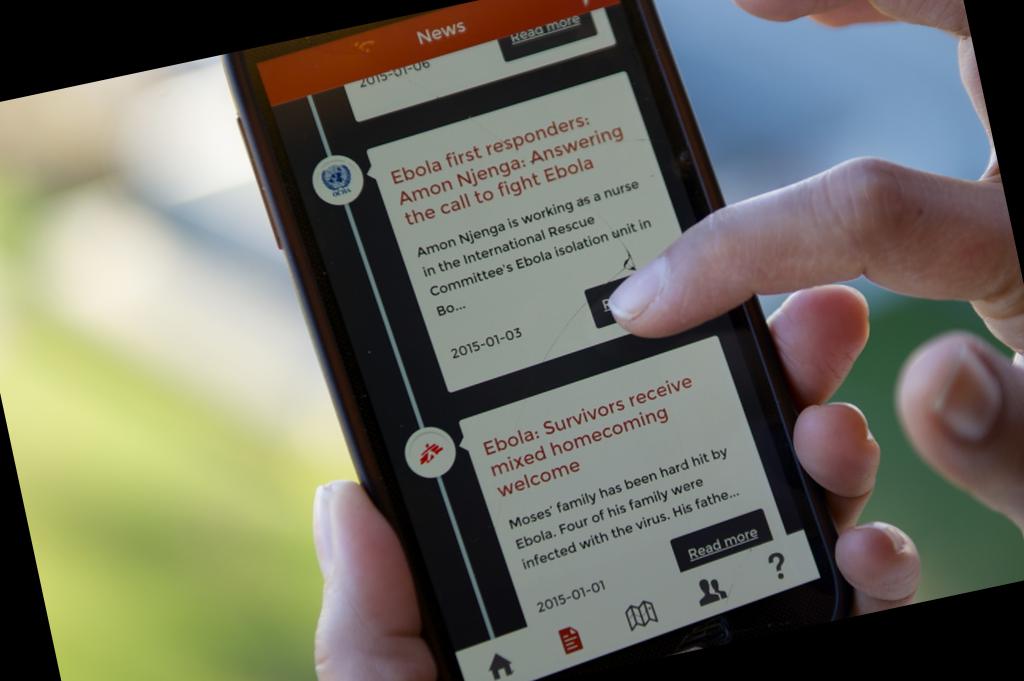 News
Read more
2015-01-06
Ebola first responders:
Amon Njenga: Answering
the call to fight Ebola
OCHA
Amon Njenga is working as a nurse
in the International Rescue
Committee's Ebola isolation unit in
Bo...
2015-01-03
Ebola: Survivors receive
mixed homecoming
welcome
Moses' family has been hard hit by
Ebola. Four of his family were
infected with the virus. His fathe...
Read more
2015-01-01
?